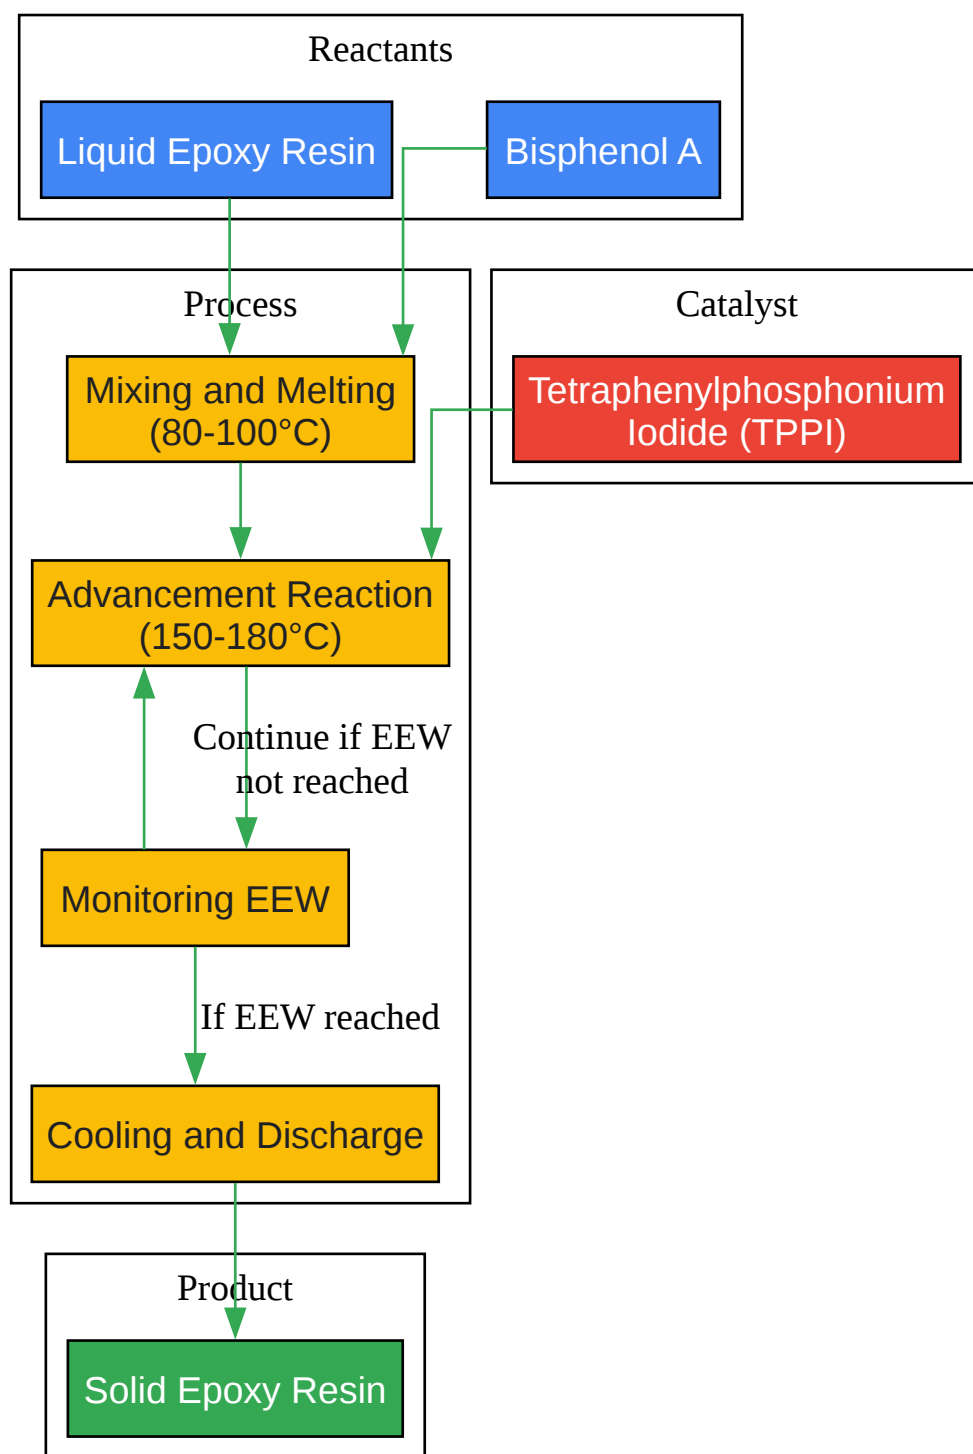 Reactants
Liquid Epoxy Resin
Bisphenol A
Process
Catalyst
Mixing and Melting
(80-100°C)
Tetraphenylphosphonium
Iodide (TPPI)
Advancement Reaction
(150-180°C)
Continue if EEW
not reached
Monitoring EEW
If EEW reached
Cooling and Discharge
Product
Solid Epoxy Resin